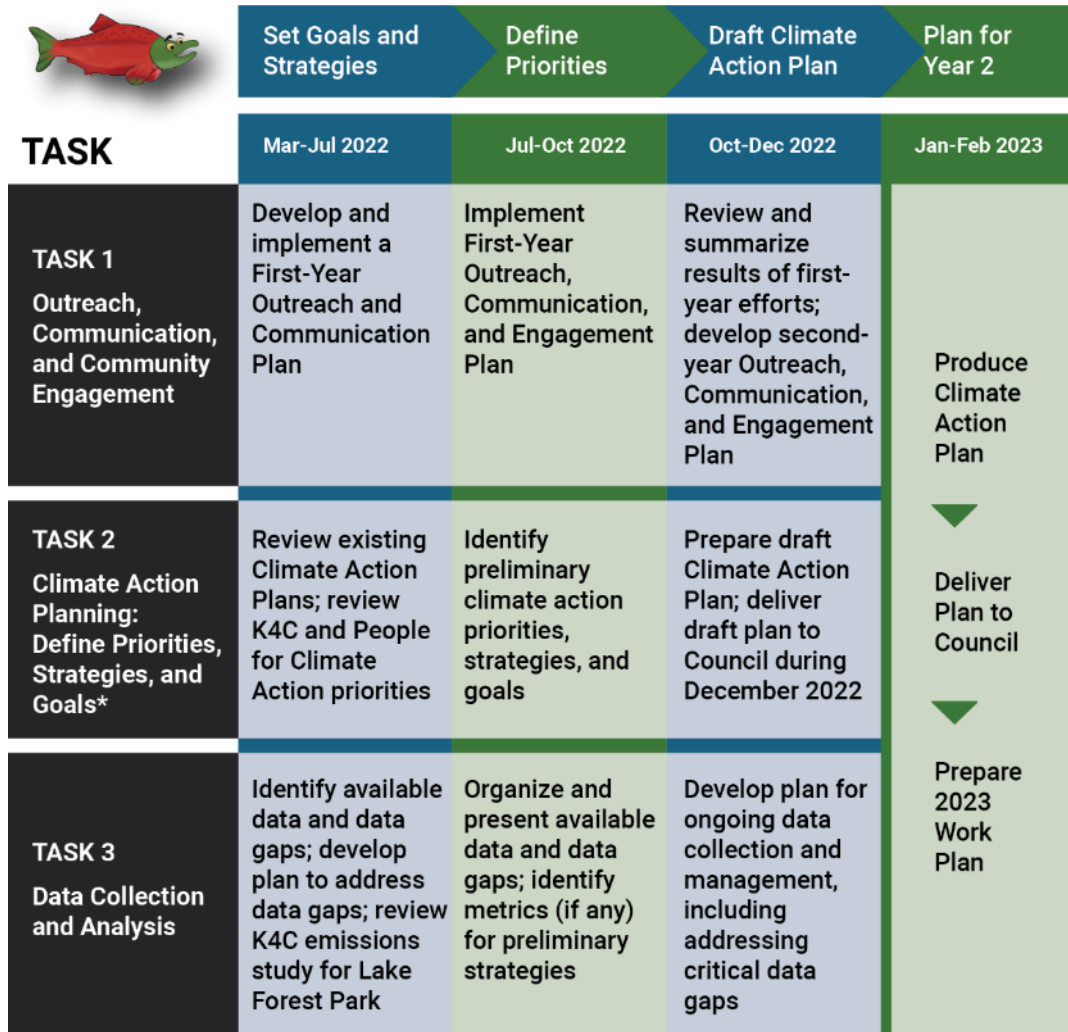 Set Goals and
Strategies
Define
Priorities
Draft Climate
Action Plan
Plan for
Year 2
TASK
Mar-Jul 2022
Jul-Oct 2022
Oct-Dec 2022
Jan-Feb 2023
TASK 1
Outreach,
Communication,
and Community
Engagement
Develop and
implement a
First-Year
Outreach and
Communication
Plan
Implement
First-Year
Outreach,
Communication,
and Engagement
Plan
Review and
summarize
results of first-
year efforts;
develop second-
year Outreach,
Communication,
and Engagement
Plan
TASK 2
Climate Action
Planning:
Define Priorities,
Strategies, and
Goals*
Review existing
Climate Action
Plans; review
K4C and People
for Climate
Action priorities
Identify
preliminary
climate action
priorities,
strategies, and
goals
Prepare draft
Climate Action
Plan; deliver
draft plan to
Council during
December 2022
TASK 3
Data Collection
and Analysis
Identify available
data and data
gaps; develop
plan to address
data gaps; review
K4C emissions
study for Lake
Forest Park
Organize and
present available
data and data
gaps; identify
metrics (if any)
for preliminary
strategies
Develop plan for
ongoing data
collection and
management,
including
addressing
critical data
gaps
Produce
Climate
Action
Plan
Deliver
Plan to
Council
Prepare
2023
Work
Plan